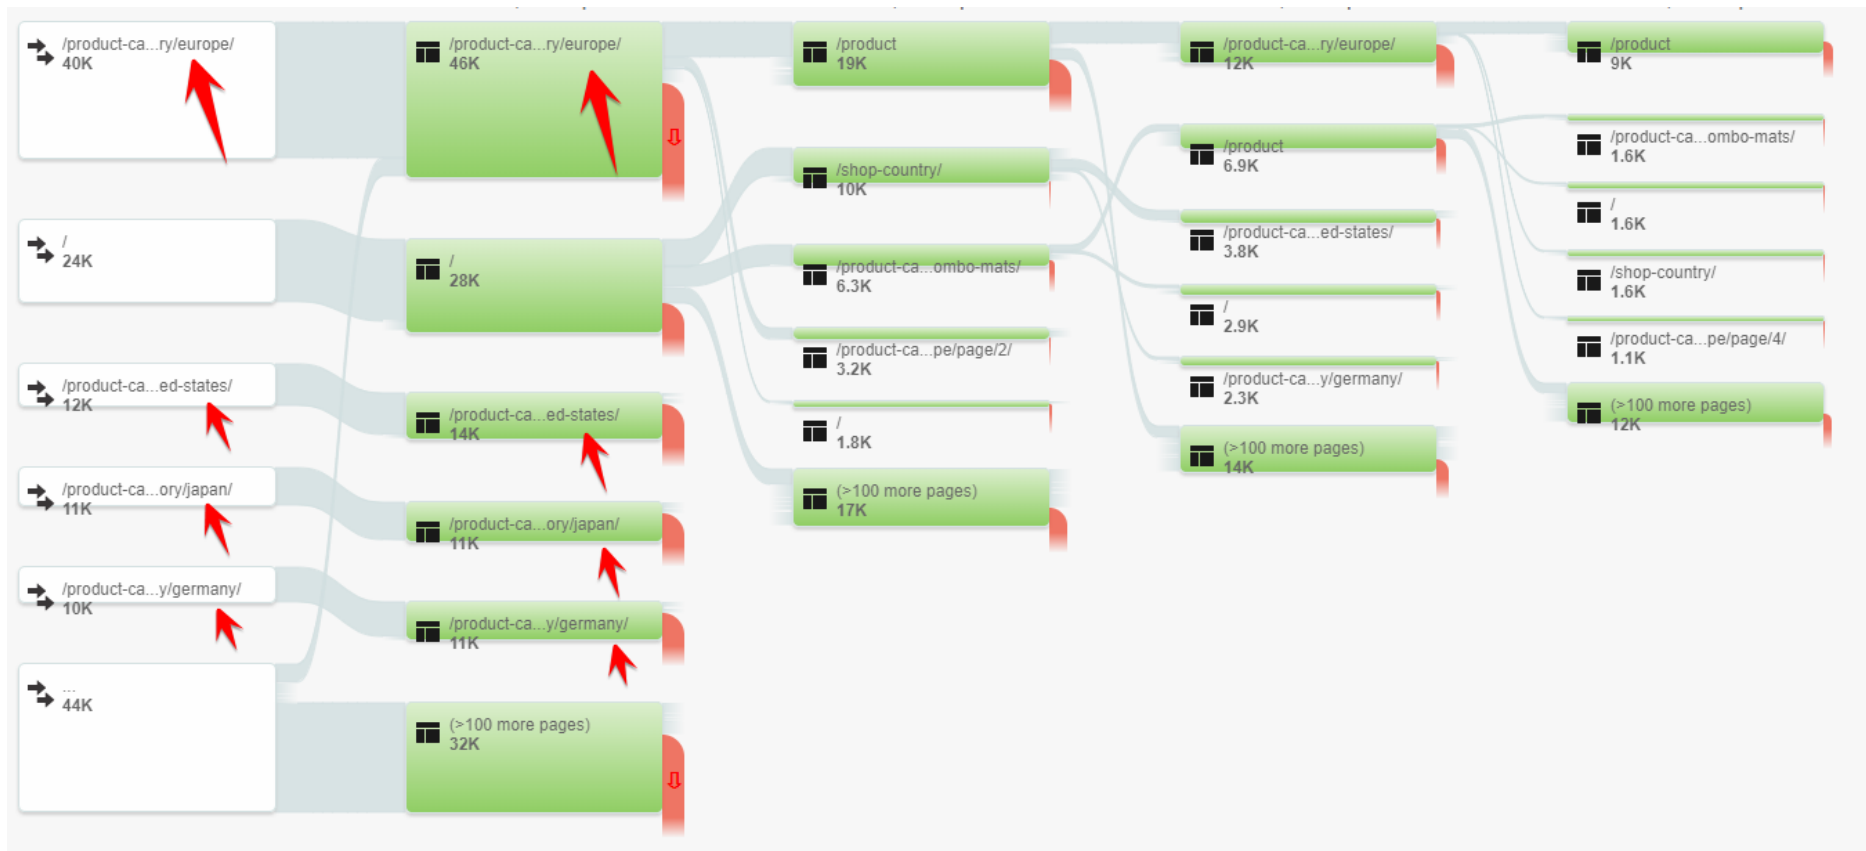 /product-ca...ry/europe/
40K
/
24K
/product-ca...ed-states/
12K
/product-ca...ory/japan/
11K
/product-ca...y/germany/
10K
...
44K
/product-ca...ry/europe/
46K
/
28K
/product-ca...ed-states/
14K
/product-ca...ory/japan/
11K
/product-ca...y/germany/
11K
(>100 more pages)
32K
/product
19K
/shop-country/
10K
/product-ca...ombo-mats/
6.3K
/product-ca...pe/page/2/
3.2K
/
1.8K
(>100 more pages)
17K
/product-ca...ry/europe/
12K
/product
6.9K
/product-ca...ed-states/
3.8K
/
2.9K
/product-ca...y/germany/
2.3K
(>100 more pages)
14K
/product
9K
/product-ca...ombo-mats/
1.6K
/
1.6K
/shop-country/
1.6K
/product-ca...pe/page/4/
1.1K
(>100 more pages)
12K